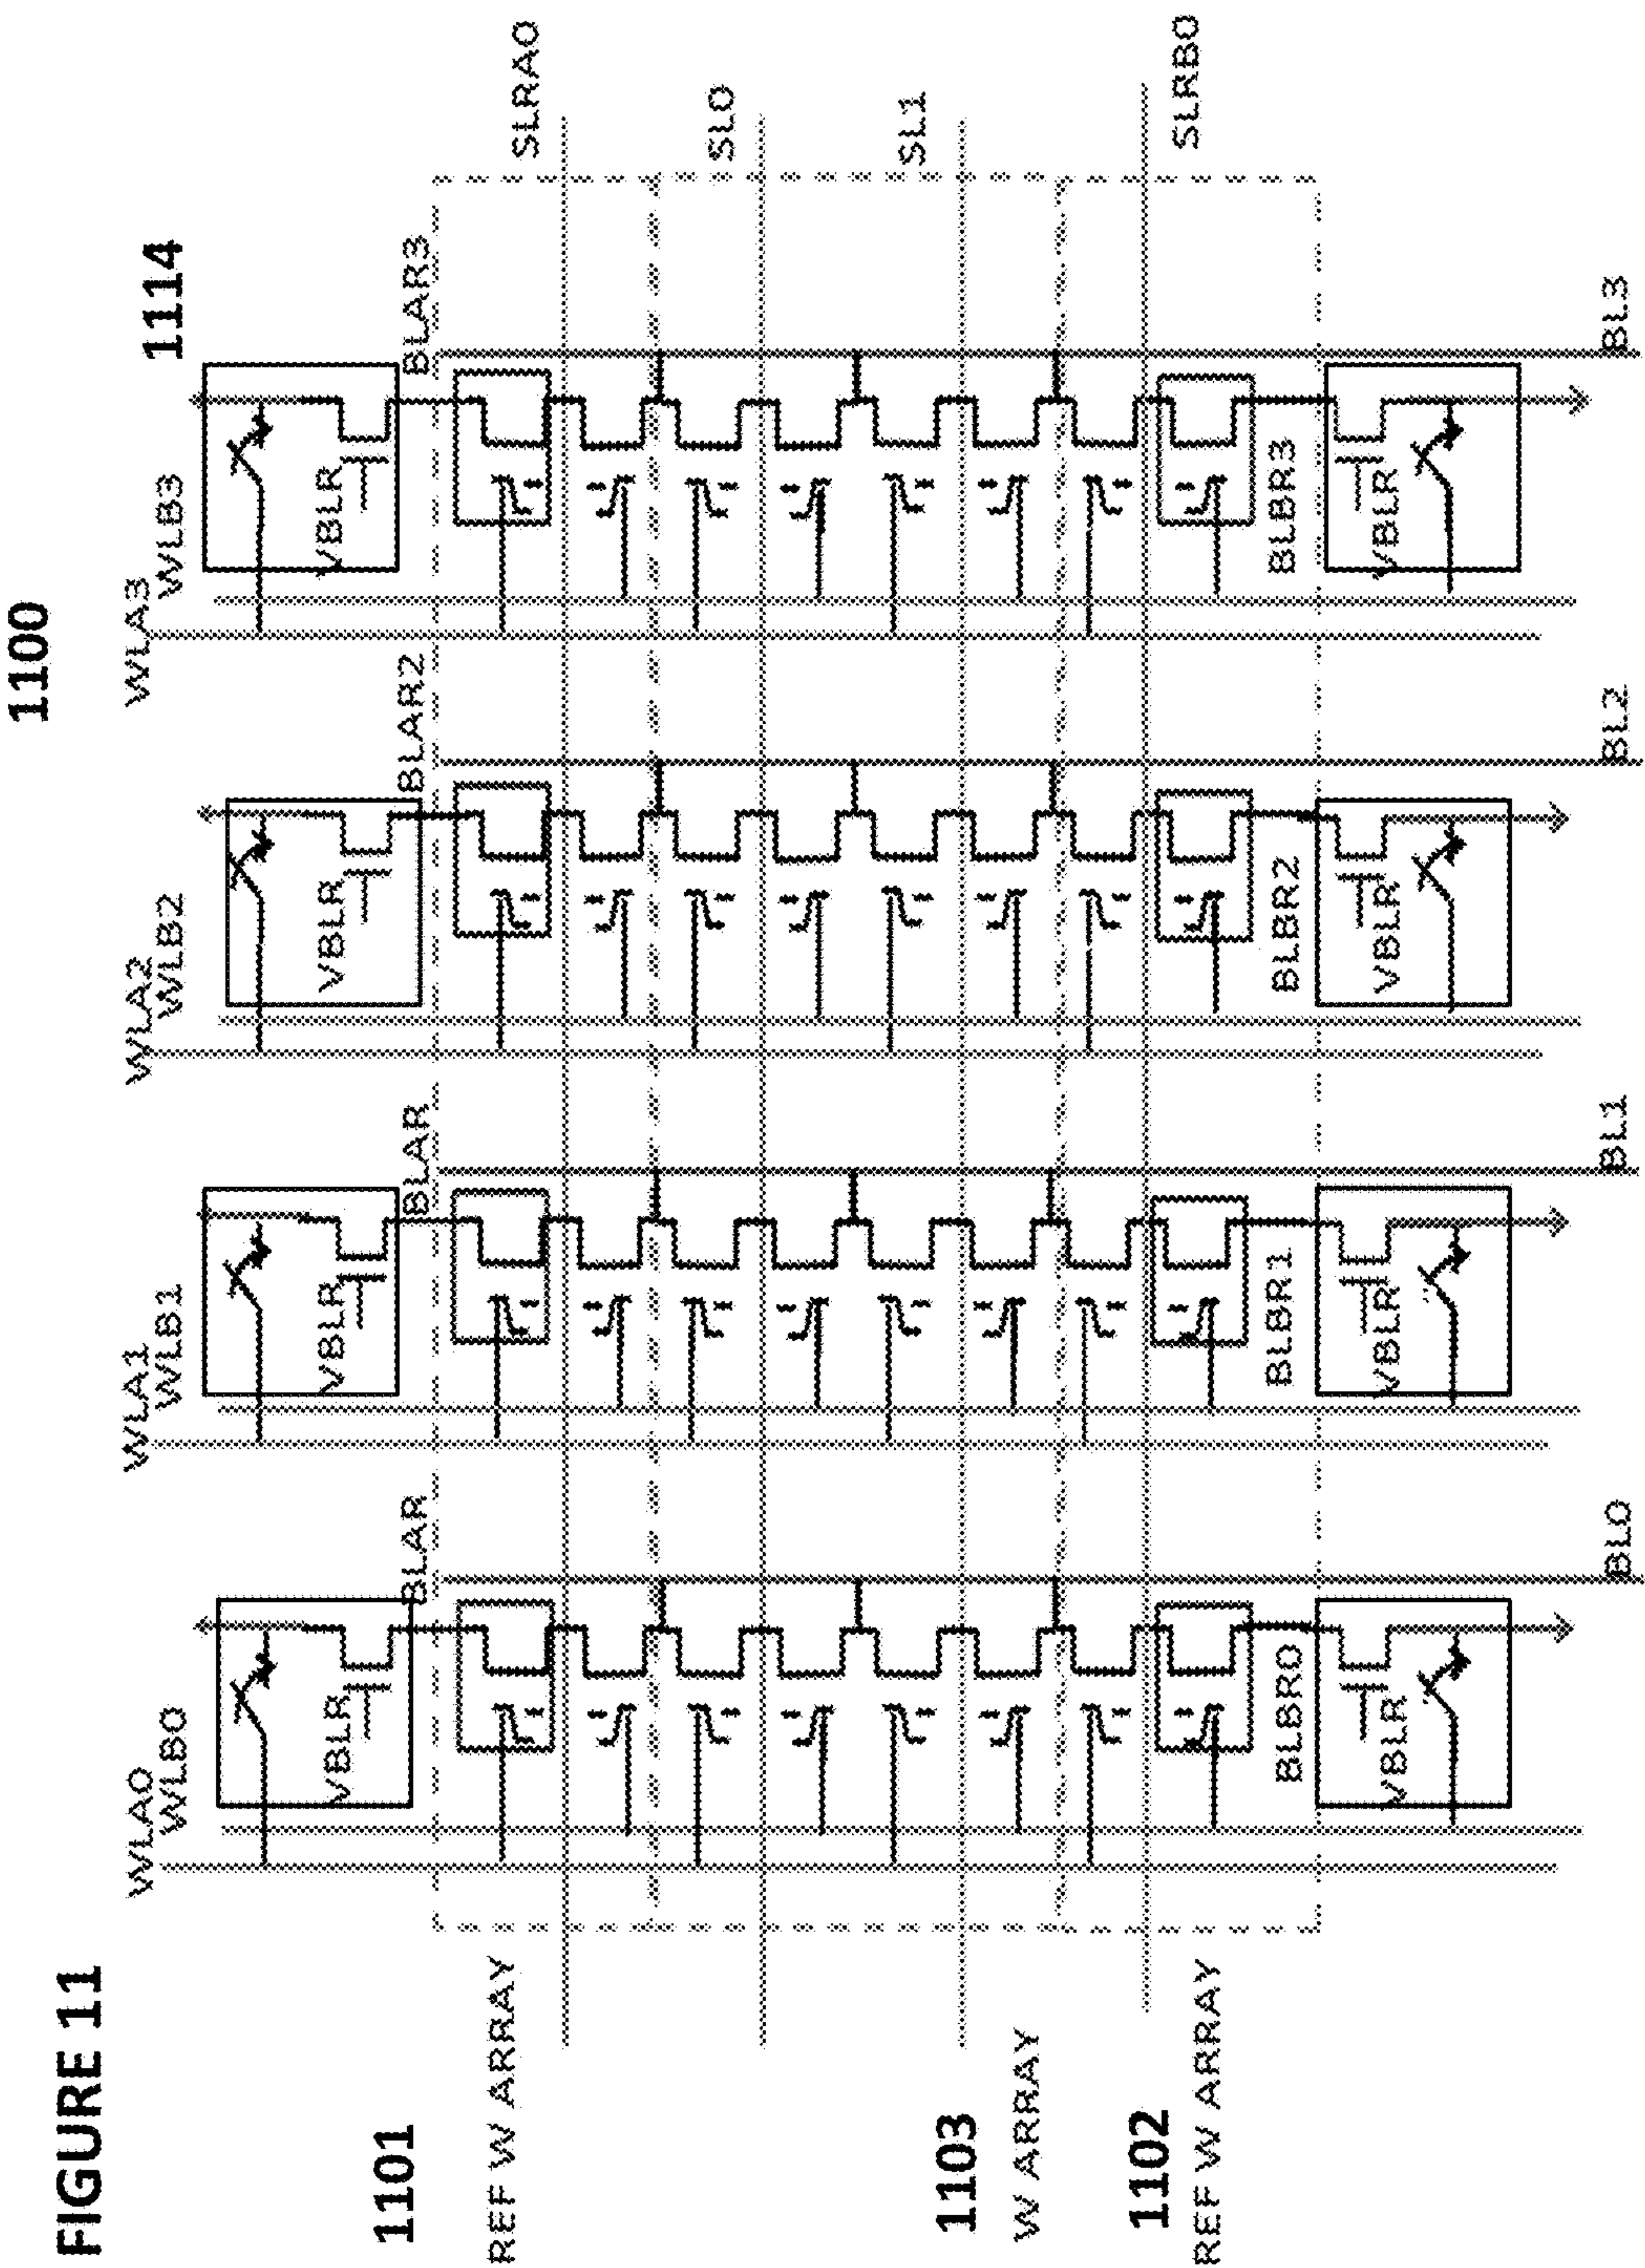 1100
FIGURE 11
WLA0
WLB0
WLA1
WLB1
WLA2
WLB2
WLA3
WLB3
1114
VBLR
VBLR
VBLR
VBLR
1101
BLAR
BLAR
BLAR2
BLAR3
REF W ARRAY
SLRA0
SL0
SL1
1103
W ARRAY
1102
REF W ARRAY
SLRB0
BLBR0
BLBR1
BLBR2
BLBR3
VBLR
VBLR
VBLR
VBLR
BL0
BL1
BL2
BL3